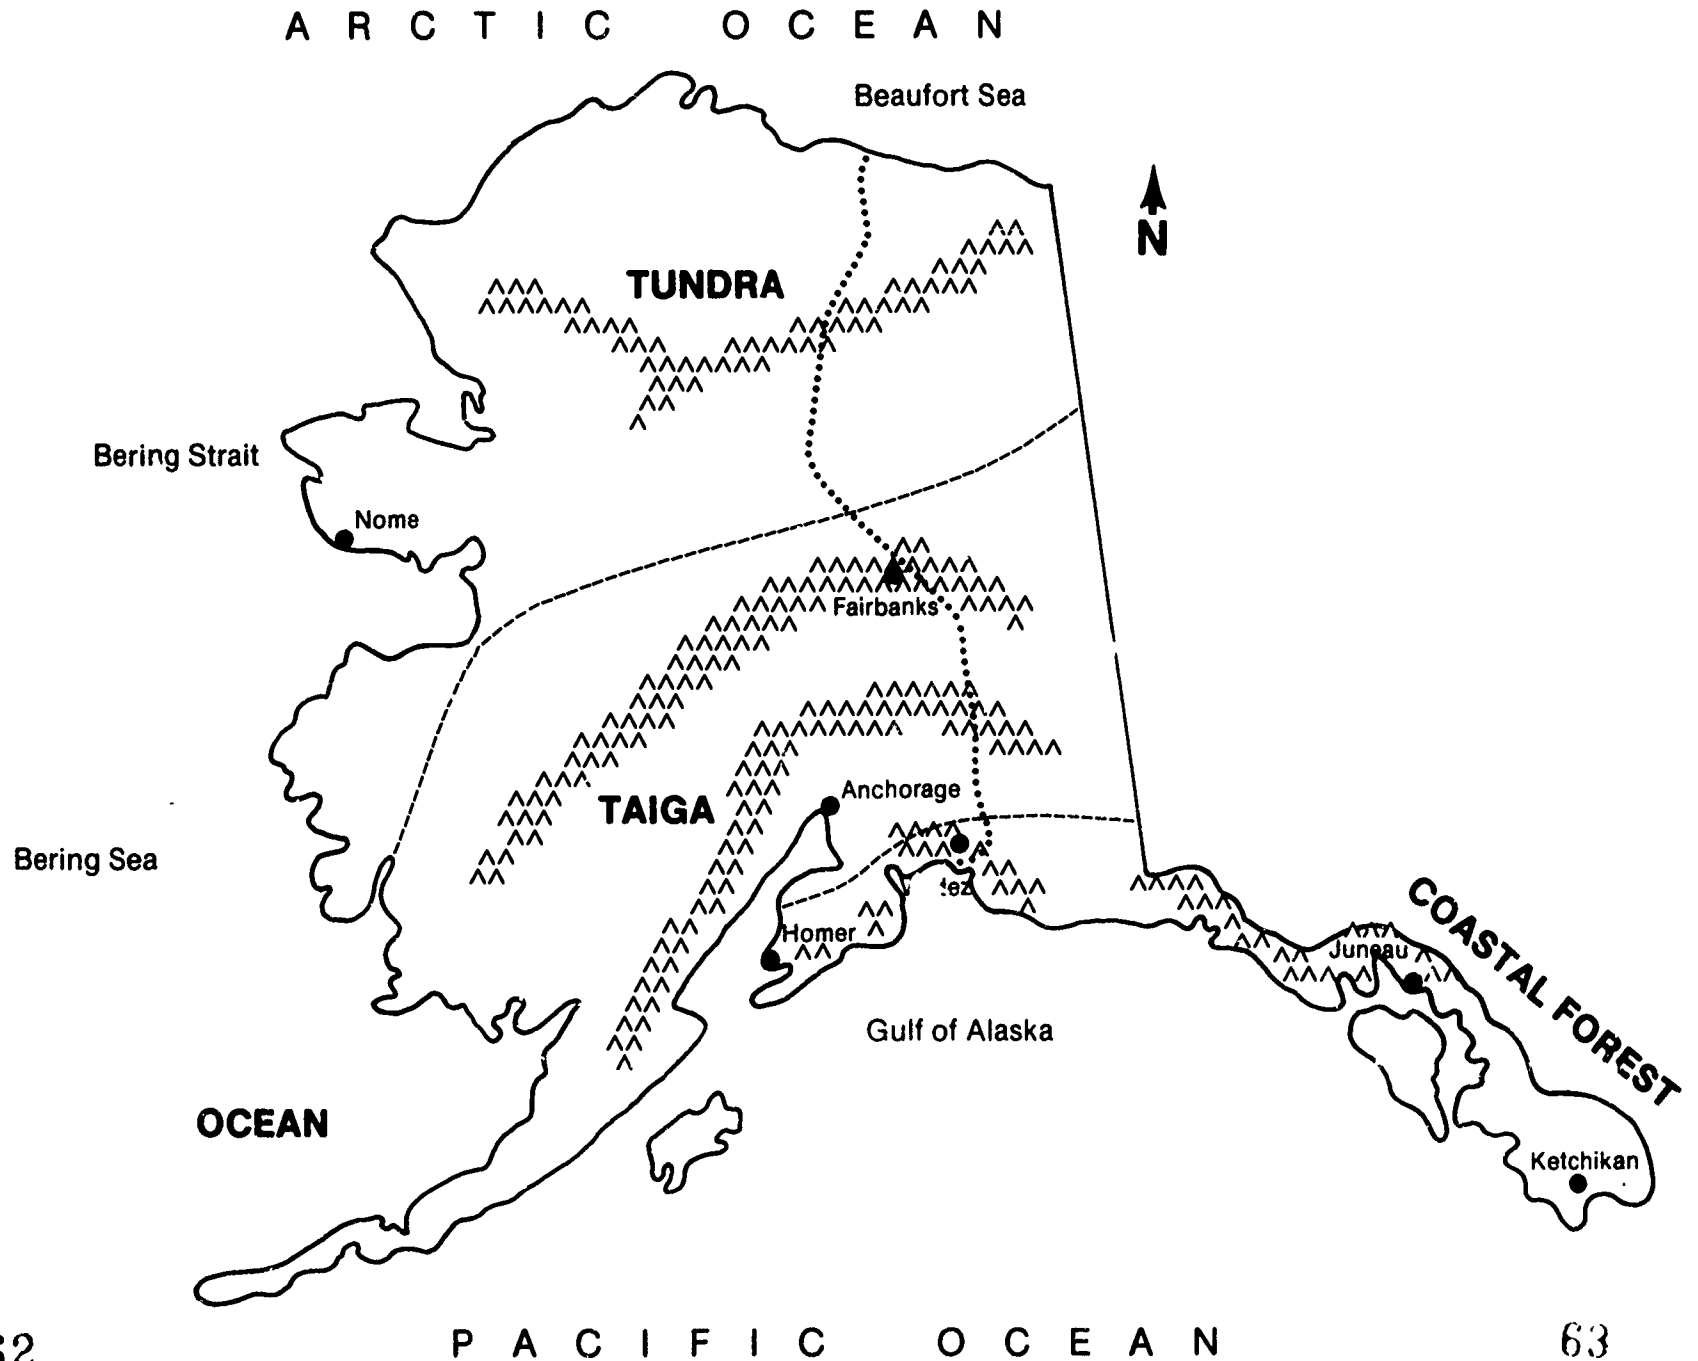 ARCTIC OCEAN
Beaufort Sea
N
TUNDRA
Bering Strait
Nome
Fairbanks
Anchorage
TAIGA
Bering Sea
Homer
Juneau
COASTAL FOREST
Gulf of Alaska
OCEAN
Ketchikan
PACIFIC OCEAN
63